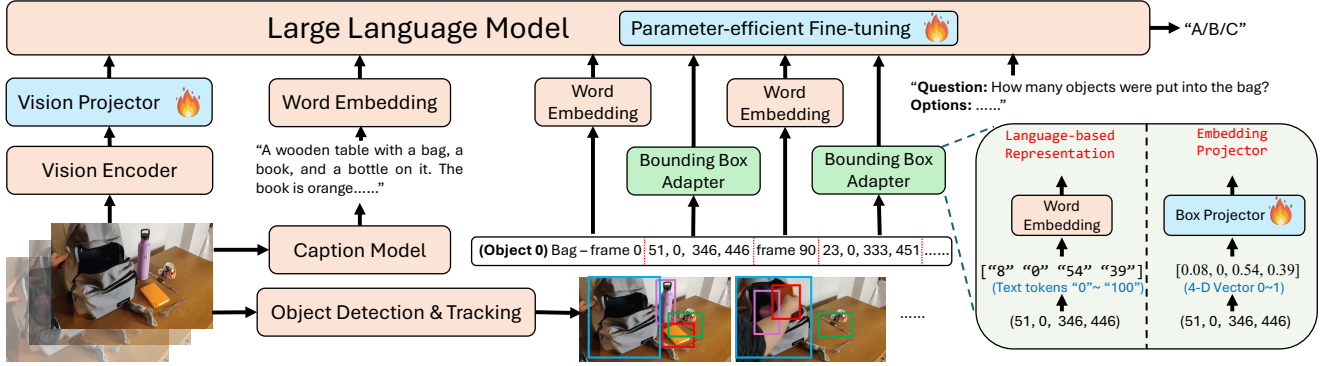 Large Language Model
Parameter-efficient Fine-tuning
“A/B/C”
Vision Projector
Word Embedding
Word
Embedding
Word
Embedding
“Question: How many objects were put into the bag?
Options: ......”
Vision Encoder
“A wooden table with a bag, a
book, and a bottle on it. The
book is orange......”
Bounding Box
Adapter
Bounding Box
Adapter
Caption Model
(Object 0) Bag – frame 0 51, 0, 346, 446 frame 90 23, 0, 333, 451 ......
Object Detection & Tracking
......
Language-based
Representation
Word
Embedding
[“8” “0” “54” “39”]
(Text tokens “0”~ “100”)
(51, 0, 346, 446)
Embedding
Projector
Box Projector
[0.08, 0, 0.54, 0.39]
(4-D Vector 0~1)
(51, 0, 346, 446)